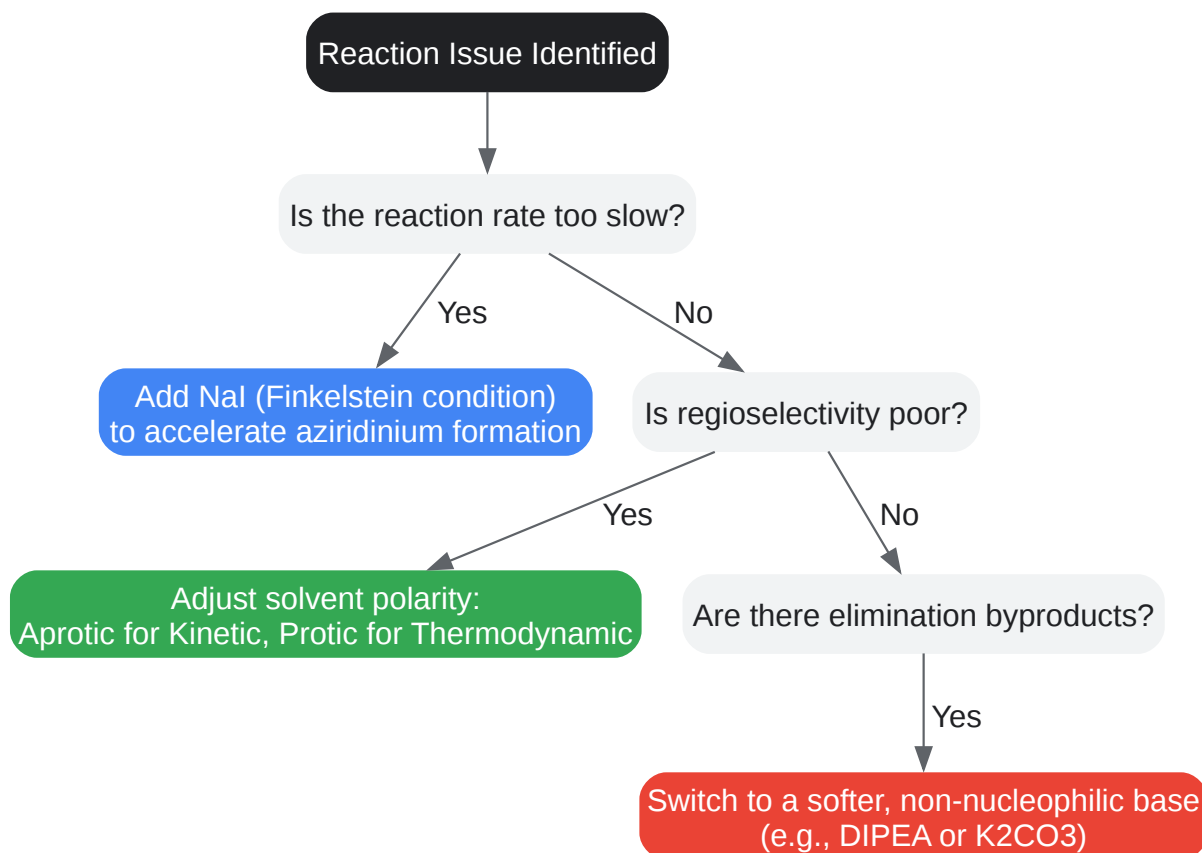 Reaction Issue Identified
Is the reaction rate too slow?
Yes
No
Add NaI (Finkelstein condition)
to accelerate aziridinium formation
Is regioselectivity poor?
Yes
No
Adjust solvent polarity:
Aprotic for Kinetic, Protic for Thermodynamic
Are there elimination byproducts?
Yes
Switch to a softer, non-nucleophilic base
(e.g., DIPEA or K2CO3)